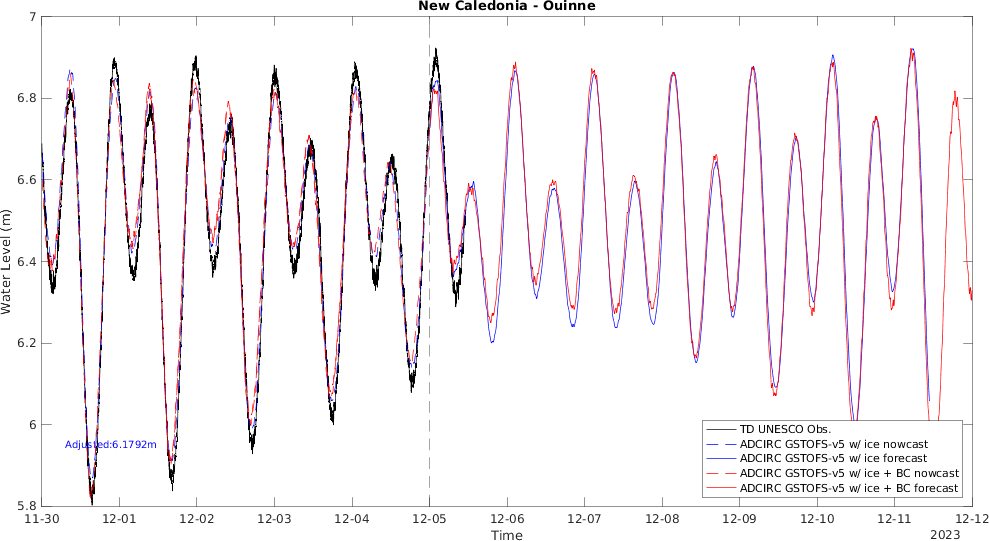 New Caledonia - Ouinne
7
6.8
6.6
6.4
6.2
6
5.8
Water Level (m)
Adjusted:6.1792m
TD UNESCO Obs.
ADCIRC GSTOFS-v5 w/ ice nowcast
ADCIRC GSTOFS-v5 w/ ice forecast
ADCIRC GSTOFS-v5 w/ ice + BC nowcast
ADCIRC GSTOFS-v5 w/ ice + BC forecast
11-30 12-01 12-02 12-03 12-04 12-05 12-06 12-07 12-08 12-09 12-10 12-11 12-12
Time
2023